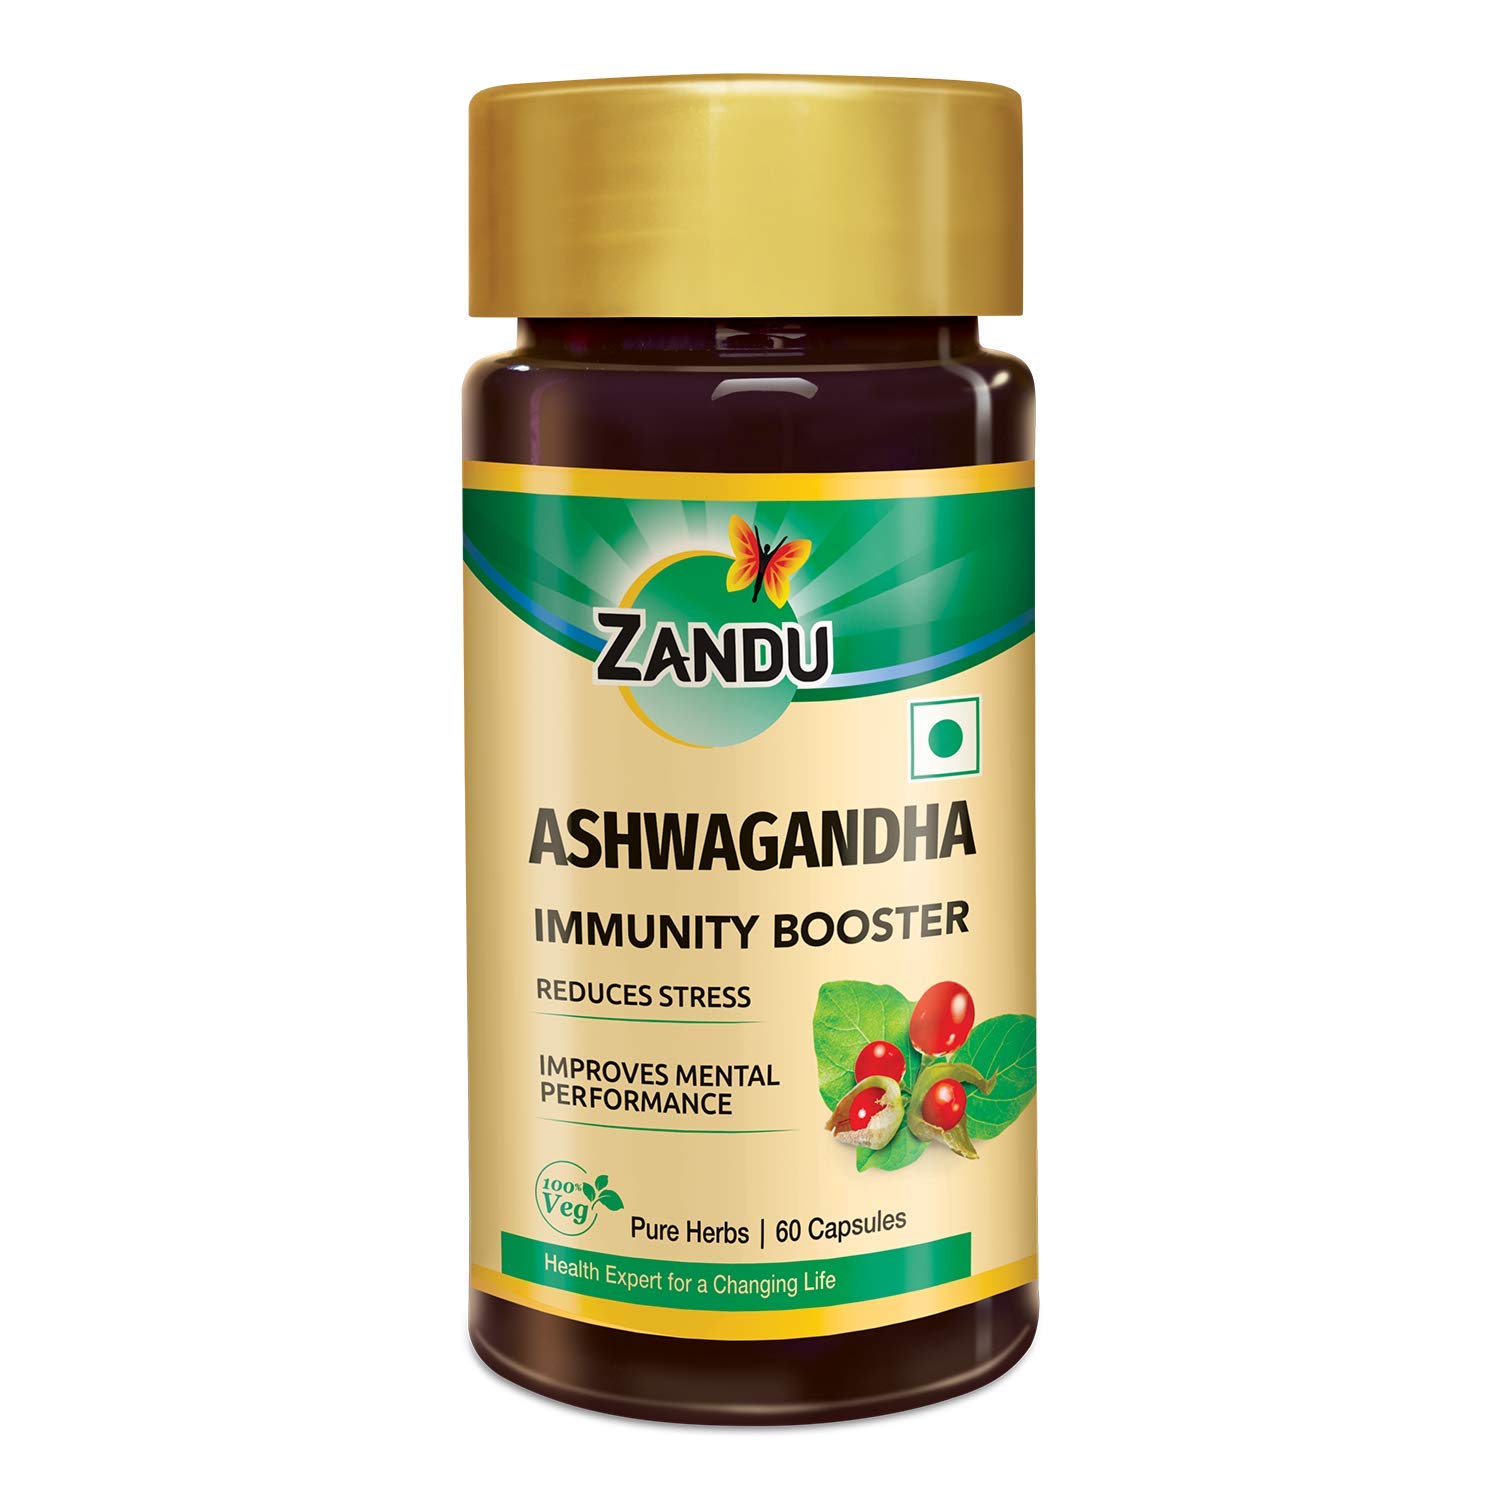 ZANDU
ASHWAGANDHA
IMMUNITY BOOSTER
REDUCES STRESS
IMPROVES MENTAL
PERFORMANCE
100%
Veg
Pure Herbs | 60 Capsules
Health Expert for a Changing Life